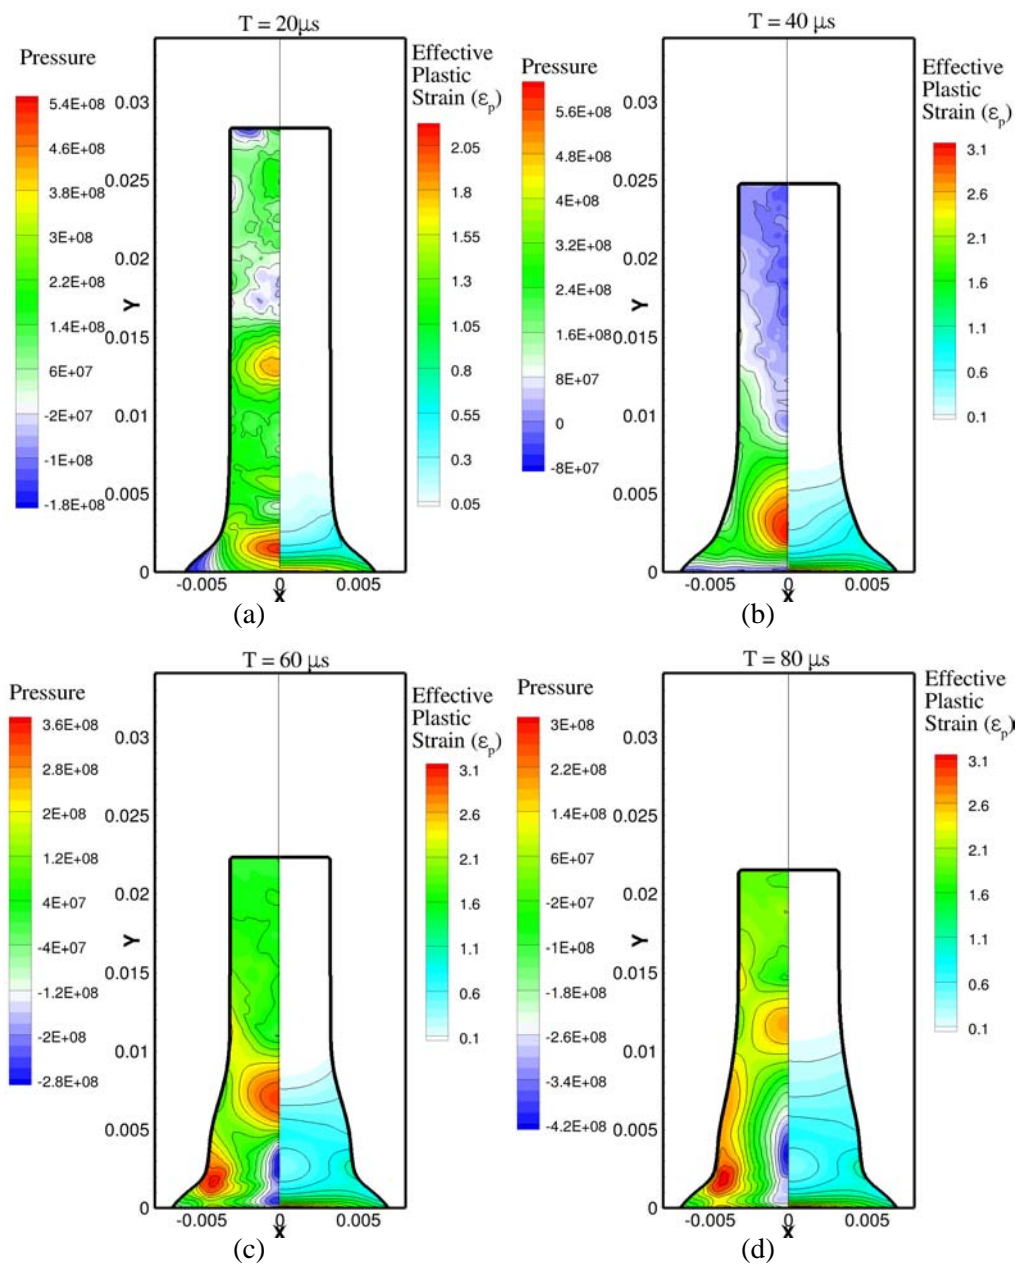 T = 20μs
Pressure
5.4E+08
4.6E+08
3.8E+08
3E+08
2.2E+08
1.4E+08
6E+07
-2E+07
-1E+08
-1.8E+08
Y
0.03
0.025
0.02
0.015
0.01
0.005
0
-0.005
0
0.005
X
Effective
Plastic
Strain (εp)
2.05
1.8
1.55
1.3
1.05
0.8
0.55
0.3
0.05
(a)
T = 40 μs
Pressure
5.6E+08
4.8E+08
4E+08
3.2E+08
2.4E+08
1.6E+08
8E+07
0
-8E+07
Y
0.03
0.025
0.02
0.015
0.01
0.005
0
-0.005
0
0.005
X
Effective
Plastic
Strain (εp)
3.1
2.6
2.1
1.6
1.1
0.6
0.1
(b)
T = 60 μs
Pressure
3.6E+08
2.8E+08
2E+08
1.2E+08
4E+07
-4E+07
-1.2E+08
-2E+08
-2.8E+08
Y
0.03
0.025
0.02
0.015
0.01
0.005
0
-0.005
0
0.005
X
Effective
Plastic
Strain (εp)
3.1
2.6
2.1
1.6
1.1
0.6
0.1
(c)
T = 80 μs
Pressure
3E+08
2.2E+08
1.4E+08
6E+07
-2E+07
-1E+08
-1.8E+08
-2.6E+08
-3.4E+08
-4.2E+08
Y
0.03
0.025
0.02
0.015
0.01
0.005
0
-0.005
0
0.005
X
Effective
Plastic
Strain (εp)
3.1
2.6
2.1
1.6
1.1
0.6
0.1
(d)